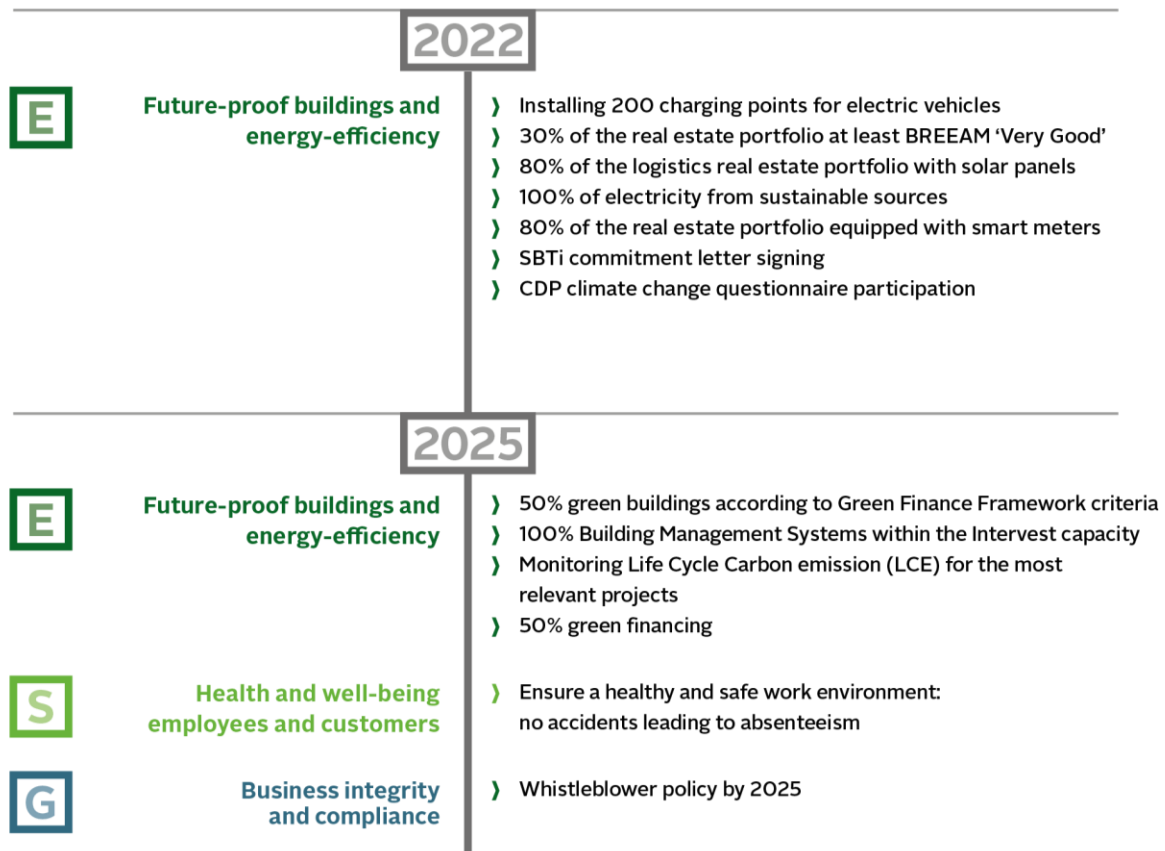 2022
E
Future-proof buildings and
energy-efficiency
❯ Installing 200 charging points for electric vehicles
❯ 30% of the real estate portfolio at least BREEAM ‘Very Good’
❯ 80% of the logistics real estate portfolio with solar panels
❯ 100% of electricity from sustainable sources
❯ 80% of the real estate portfolio equipped with smart meters
❯ SBTi commitment letter signing
❯ CDP climate change questionnaire participation
2025
E
Future-proof buildings and
energy-efficiency
❯ 50% green buildings according to Green Finance Framework criteria
❯ 100% Building Management Systems within the Intervest capacity
❯ Monitoring Life Cycle Carbon emission (LCE) for the most
relevant projects
❯ 50% green financing
S
Health and well-being
employees and customers
❯ Ensure a healthy and safe work environment:
no accidents leading to absenteeism
G
Business integrity
and compliance
❯ Whistleblower policy by 2025